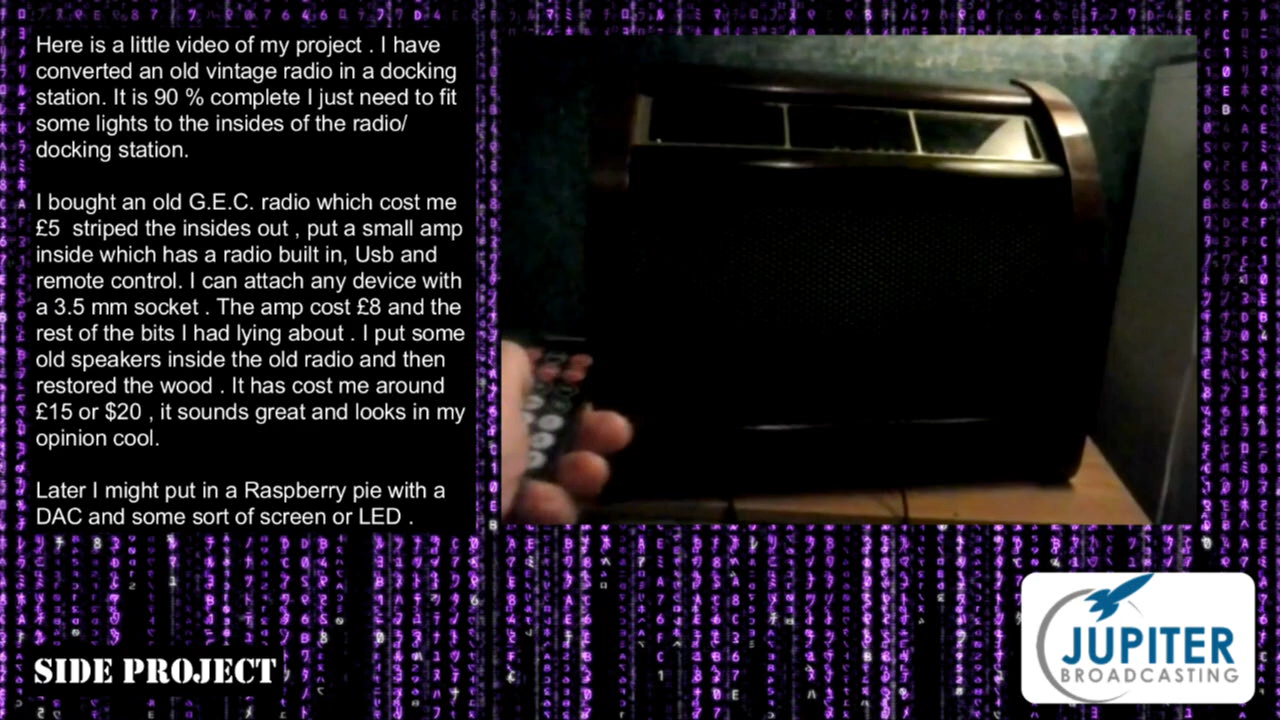 Here is a little video of my project . I have
converted an old vintage radio in a docking
station. It is 90 % complete I just need to fit
some lights to the insides of the radio/
docking station.
I bought an old G.E.C. radio which cost me
£5  striped the insides out , put a small amp
inside which has a radio built in, Usb and
remote control. I can attach any device with
a 3.5 mm socket . The amp cost £8 and the
rest of the bits I had lying about . I put some
old speakers inside the old radio and then
restored the wood . It has cost me around
£15 or $20 , it sounds great and looks in my
opinion cool.
Later I might put in a Raspberry pie with a
DAC and some sort of screen or LED .
SIDE PROJECT
JUPITER
BROADCASTING